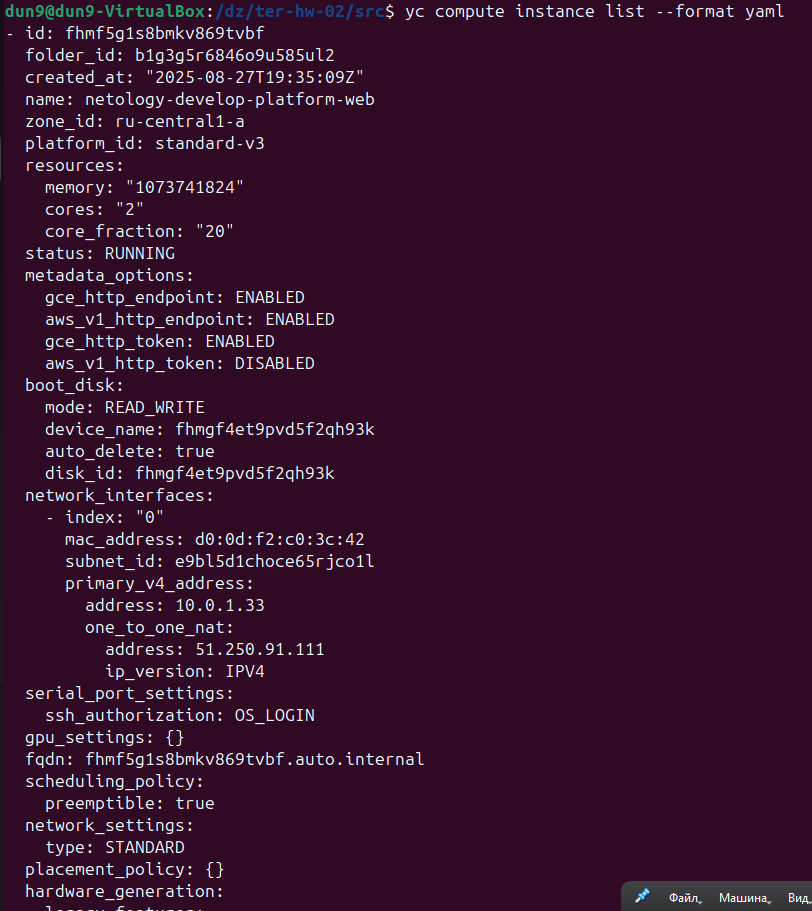 dun9@dun9-VirtualBox:/dz/ter-hw-02/src$ yc compute instance list --format yaml
- id: fhmf5g1s8bmkv869tvbf
  folder_id: b1g3g5r6846o9u585ul2
  created_at: "2025-08-27T19:35:09Z"
  name: netology-develop-platform-web
  zone_id: ru-central1-a
  platform_id: standard-v3
  resources:
    memory: "1073741824"
    cores: "2"
    core_fraction: "20"
  status: RUNNING
  metadata_options:
    gce_http_endpoint: ENABLED
    aws_v1_http_endpoint: ENABLED
    gce_http_token: ENABLED
    aws_v1_http_token: DISABLED
  boot_disk:
    mode: READ_WRITE
    device_name: fhmgf4et9pvd5f2qh93k
    auto_delete: true
    disk_id: fhmgf4et9pvd5f2qh93k
  network_interfaces:
    - index: "0"
      mac_address: d0:0d:f2:c0:3c:42
      subnet_id: e9bl5d1choce65rjco1l
      primary_v4_address:
        address: 10.0.1.33
        one_to_one_nat:
          address: 51.250.91.111
          ip_version: IPV4
  serial_port_settings:
    ssh_authorization: OS_LOGIN
  gpu_settings: {}
  fqdn: fhmf5g1s8bmkv869tvbf.auto.internal
  scheduling_policy:
    preemptible: true
  network_settings:
    type: STANDARD
  placement_policy: {}
  hardware_generation:
    legacy_features:
Файл Машина Вид